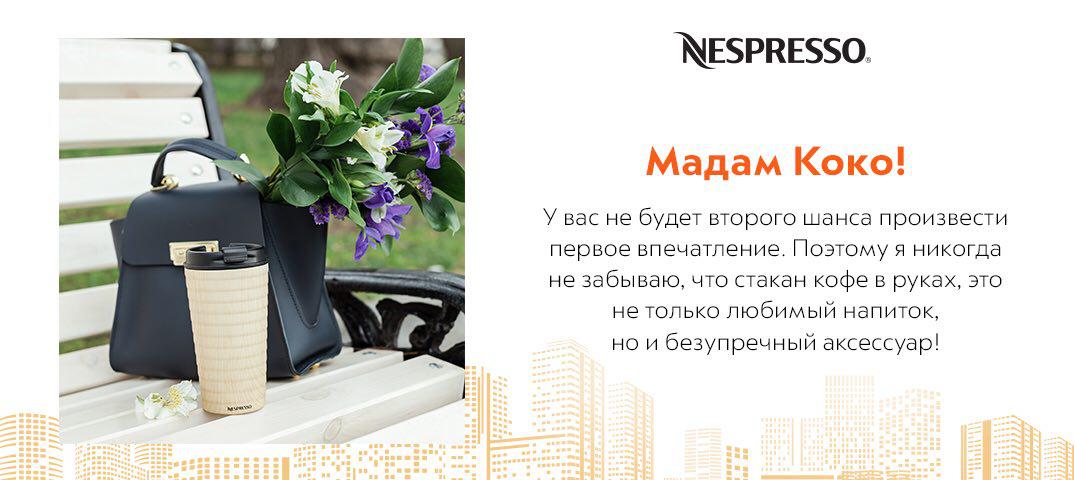 NESPRESSO®
Мадам Коко!
У вас не будет второго шанса произвести
первое впечатление. Поэтому я никогда
не забываю, что стакан кофе в руках, это
не только любимый напиток,
но и безупречный аксессуар!
NESPRESSO